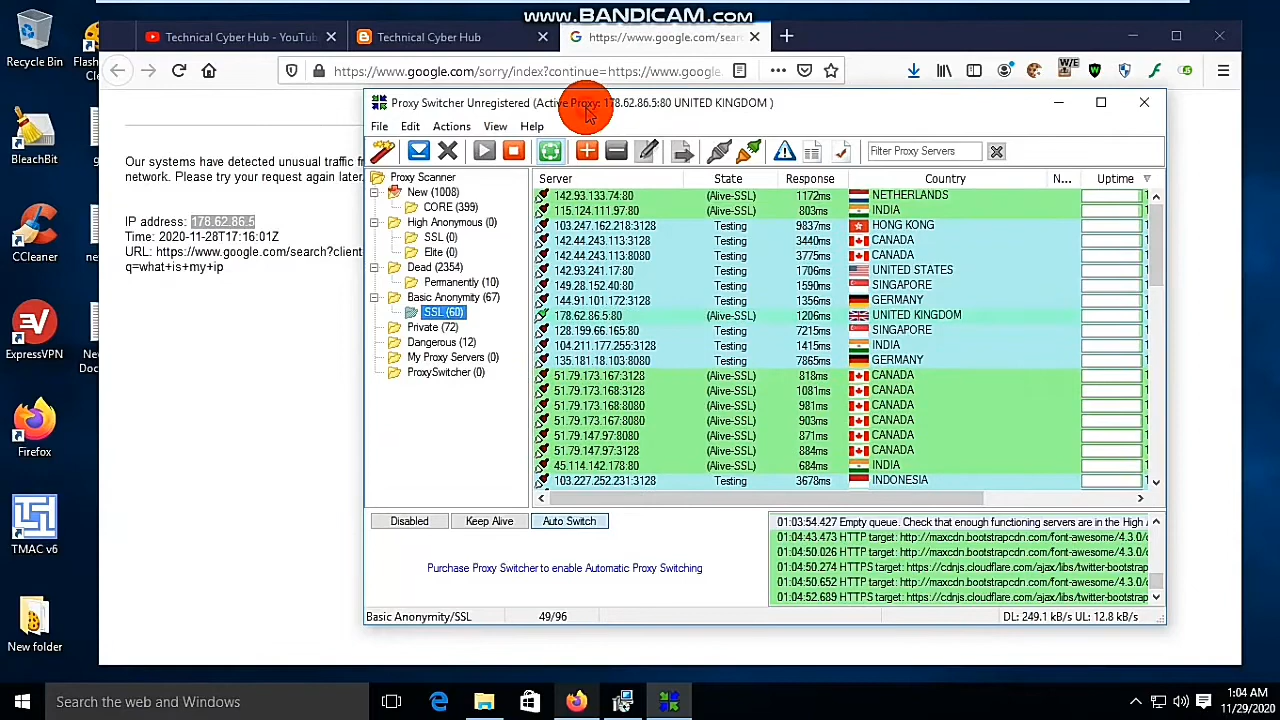 www.BANDICAM.com
Recycle Bin
BleachBit
CCleaner
ExpressVPN
Firefox
TMAC v6
New folder
Technical Cyber Hub - YouTube
Technical Cyber Hub
https://www.google.com/sear
https://www.google.com/sorry/index?continue=https://www.google.
W/E
Our systems have detected unusual traffic fr
network. Please try your request again later.
IP address: 178.62.86.5
Time: 2020-11-28T17:16:01Z
URL: https://www.google.com/search?client
q=what+is+my+ip
Proxy Switcher Unregistered (Active Proxy: 178.62.86.5:80 UNITED KINGDOM )
File Edit Actions View Help
Filter Proxy Servers
Proxy Scanner
New (1008)
CORE (399)
High Anonymous (0)
SSL (0)
Elite (0)
Dead (2354)
Permanently (10)
Basic Anonymity (67)
SSL (60)
Private (72)
Dangerous (12)
My Proxy Servers (0)
ProxySwitcher (0)
Server State Response Country N... Uptime
142.93.133.74:80 (Alive-SSL) 1172ms NETHERLANDS
115.124.111.97:80 (Alive-SSL) 803ms INDIA
103.247.162.218:3128 Testing 9837ms HONG KONG
142.44.243.113:3128 Testing 3440ms CANADA
142.44.243.113:8080 Testing 3775ms CANADA
142.93.241.17:80 Testing 1706ms UNITED STATES
149.28.152.40:80 Testing 1590ms SINGAPORE
144.91.101.172:3128 Testing 1356ms GERMANY
178.62.86.5:80 Testing 1206ms UNITED KINGDOM
128.199.66.165:80 Testing 7215ms SINGAPORE
104.211.177.255:3128 Testing 1415ms INDIA
135.181.18.103:8080 Testing 7865ms GERMANY
51.79.173.167:3128 (Alive-SSL) 818ms CANADA
51.79.173.168:3128 (Alive-SSL) 1081ms CANADA
51.79.173.168:8080 (Alive-SSL) 981ms CANADA
51.79.173.167:8080 (Alive-SSL) 903ms CANADA
51.79.147.97:8080 (Alive-SSL) 871ms CANADA
51.79.147.97:3128 (Alive-SSL) 884ms CANADA
45.114.142.178:80 (Alive-SSL) 684ms INDIA
103.227.252.231:3128 Testing 3678ms INDONESIA
Disabled Keep Alive Auto Switch
Purchase Proxy Switcher to enable Automatic Proxy Switching
01:03:54.427 Empty queue. Check that enough functioning servers are in the High
01:04:43.473 HTTP target: http://maxcdn.bootstrapcdn.com/font-awesome/4.3.0/c
01:04:50.026 HTTP target: http://maxcdn.bootstrapcdn.com/font-awesome/4.3.0/c
01:04:50.274 HTTPS target: https://cdnjs.cloudflare.com/ajax/libs/twitter-bootstrap
01:04:50.652 HTTP target: http://maxcdn.bootstrapcdn.com/font-awesome/4.3.0/c
01:04:52.689 HTTPS target: https://cdnjs.cloudflare.com/ajax/libs/twitter-bootstrap
Basic Anonymity/SSL 49/96 DL: 249.1 kB/s UL: 12.8 kB/s
Search the web and Windows
1:04 AM
11/29/2020